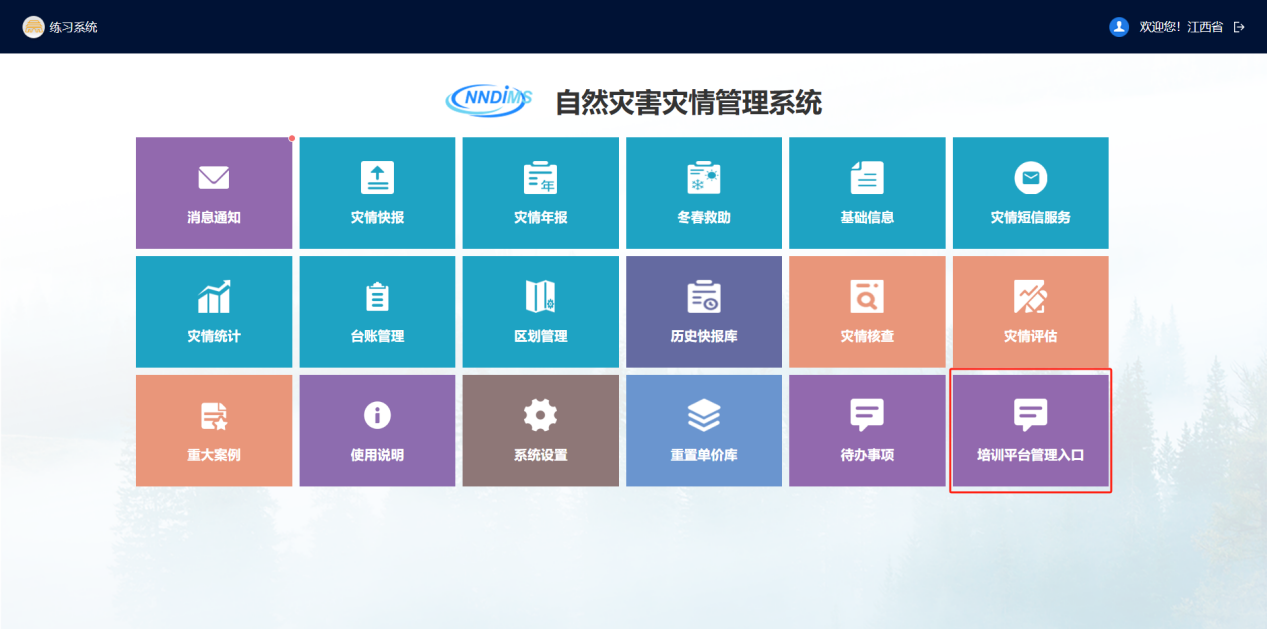 练习系统
欢迎您！江西省
NNDiMS 自然灾害灾情管理系统
消息通知 灾情快报 灾情年报 冬春救助 基础信息 灾情短信服务
年
灾情统计 台账管理 区划管理 历史快报库 灾情核查 灾情评估
重大案例 使用说明 系统设置 重置单价库 待办事项 培训平台管理入口